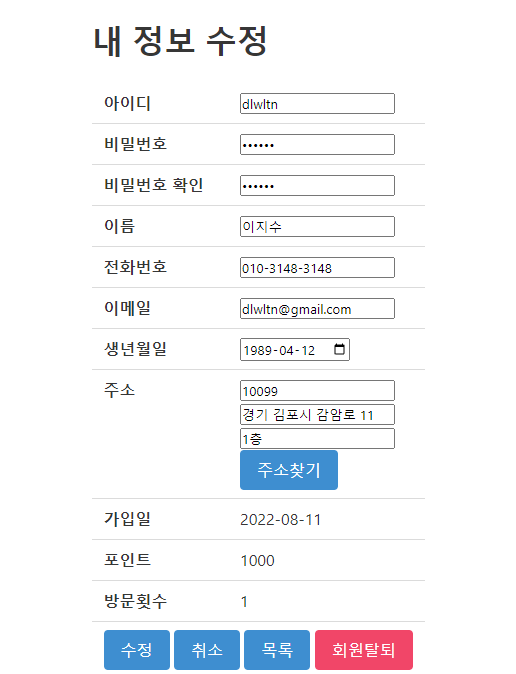 내 정보 수정
아이디 dlwltn
비밀번호 ••••••
비밀번호 확인 ••••••
이름 이지수
전화번호 010-3148-3148
이메일 dlwltn@gmail.com
생년월일 1989-04-12
주소 10099
경기 김포시 감암로 11
1층
주소찾기
가입일 2022-08-11
포인트 1000
방문횟수 1
수정 취소 목록 회원탈퇴